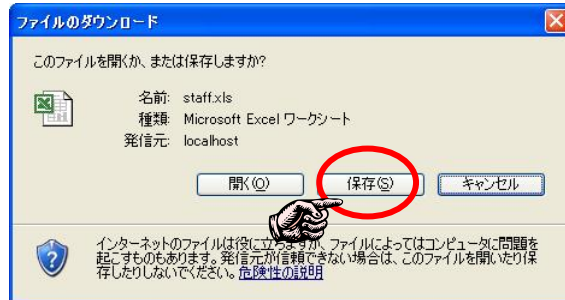 ファイルのダウンロード
このファイルを開くか、または保存しますか?
名前: staff.xls
種類: Microsoft Excel ワークシート
発信元: localhost
開く(O) 保存(S) キャンセル
インターネットのファイルは役に立ちますが、ファイルによってはコンピュータに問題を
起こすものもあります。発信元が信頼できない場合は、このファイルを開いたり保
存したりしないでください。危険性の説明